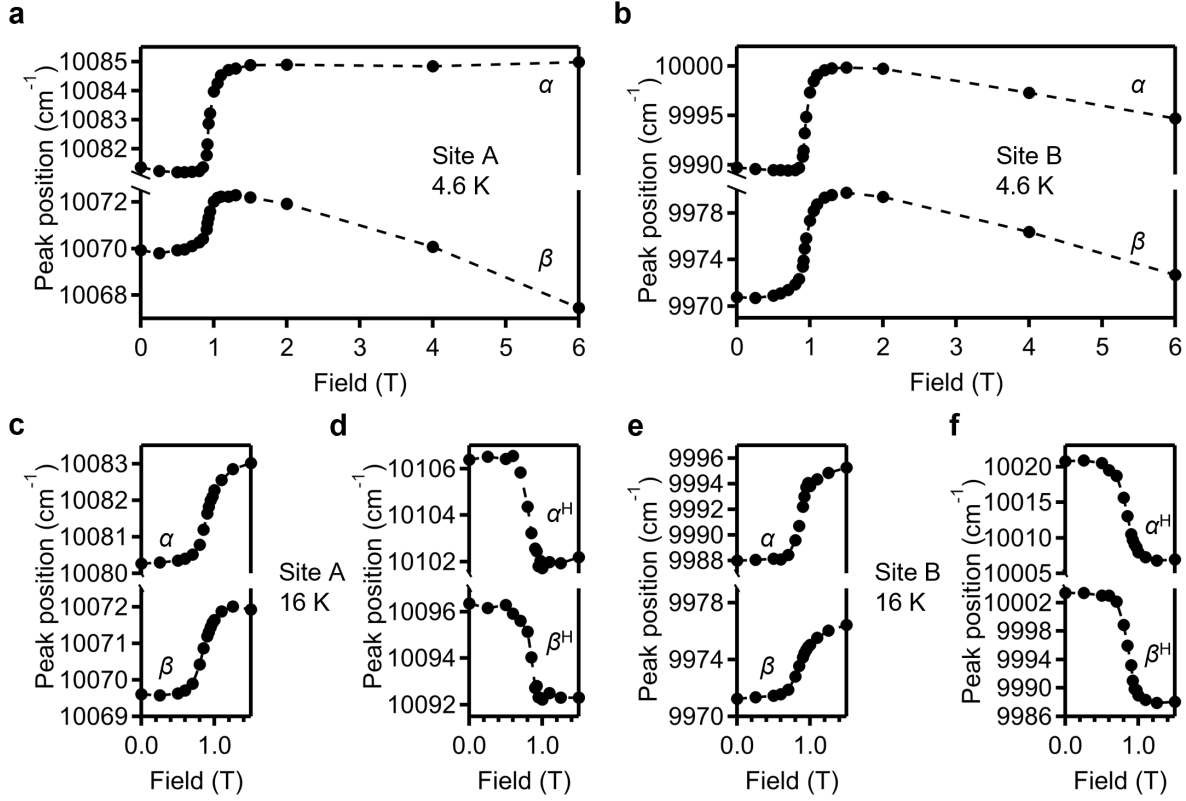 a
Peak position (cm-1)
10085
10084
10083
10082
10072
10070
10068
α
β
Site A
4.6 K
0 1 2 3 4 5 6
Field (T)
b
Peak position (cm-1)
10000
9995
9990
9978
9974
9970
α
β
Site B
4.6 K
0 1 2 3 4 5 6
Field (T)
c
Peak position (cm-1)
10083
10082
10081
10080
10072
10071
10070
10069
α
β
0.0 1.0
Field (T)
Site A
16 K
d
Peak position (cm-1)
10106
10104
10102
10096
10094
10092
αH
βH
0.0 1.0
Field (T)
e
Peak position (cm-1)
9996
9994
9992
9990
9988
9978
9974
9970
α
β
0.0 1.0
Field (T)
Site B
16 K
f
Peak position (cm-1)
10020
10015
10010
10005
10002
9998
9994
9990
9986
αH
βH
0.0 1.0
Field (T)